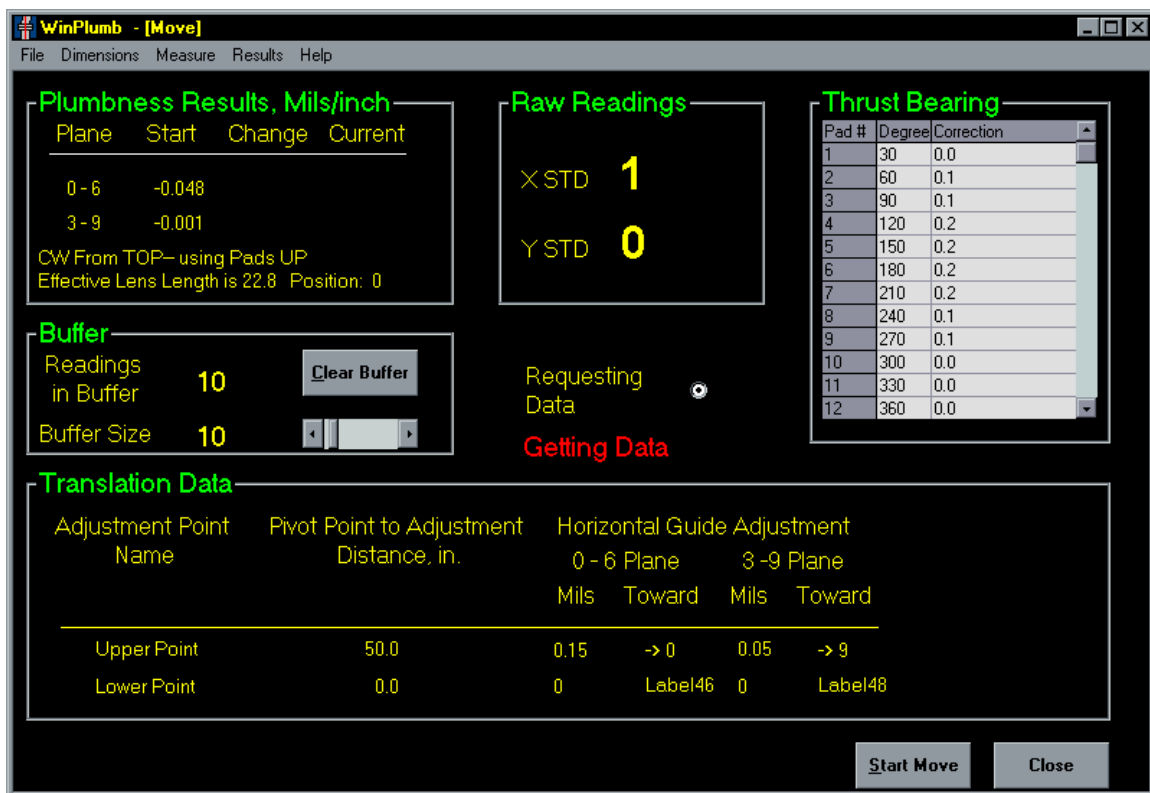 WinPlumb - [Move]
File Dimensions Measure Results Help
Plumbness Results, Mils/inch
Plane Start Change Current
0 - 6 -0.048
3 - 9 -0.001
CW From TOP-- using Pads UP
Effective Lens Length is 22.8 Position: 0
Raw Readings
X STD 1
Y STD 0
Thrust Bearing
Pad # Degree Correction
1 30 0.0
2 60 0.1
3 90 0.1
4 120 0.2
5 150 0.2
6 180 0.2
7 210 0.2
8 240 0.1
9 270 0.1
10 300 0.0
11 330 0.0
12 360 0.0
Buffer
Readings
in Buffer 10
Clear Buffer
Buffer Size 10
Requesting
Data
Getting Data
Translation Data
Adjustment Point
Name
Pivot Point to Adjustment
Distance, in.
Horizontal Guide Adjustment
0 - 6 Plane 3 -9 Plane
Mils Toward Mils Toward
Upper Point 50.0 0.15 -> 0 0.05 -> 9
Lower Point 0.0 0 Label46 0 Label48
Start Move Close